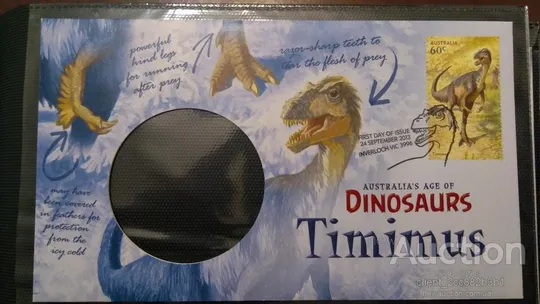 powerful
hind legs
for running
after prey
razor-sharp teeth to
tear the flesh of prey
AUSTRALIA
60c
FIRST DAY OF ISSUE
24 SEPTEMBER 2013
INVERLOCH VIC 3996
may have
been covered
in feathers for
protection
from the
icy cold
AUSTRALIA'S AGE OF
DINOSAURS
Timimus
Auction